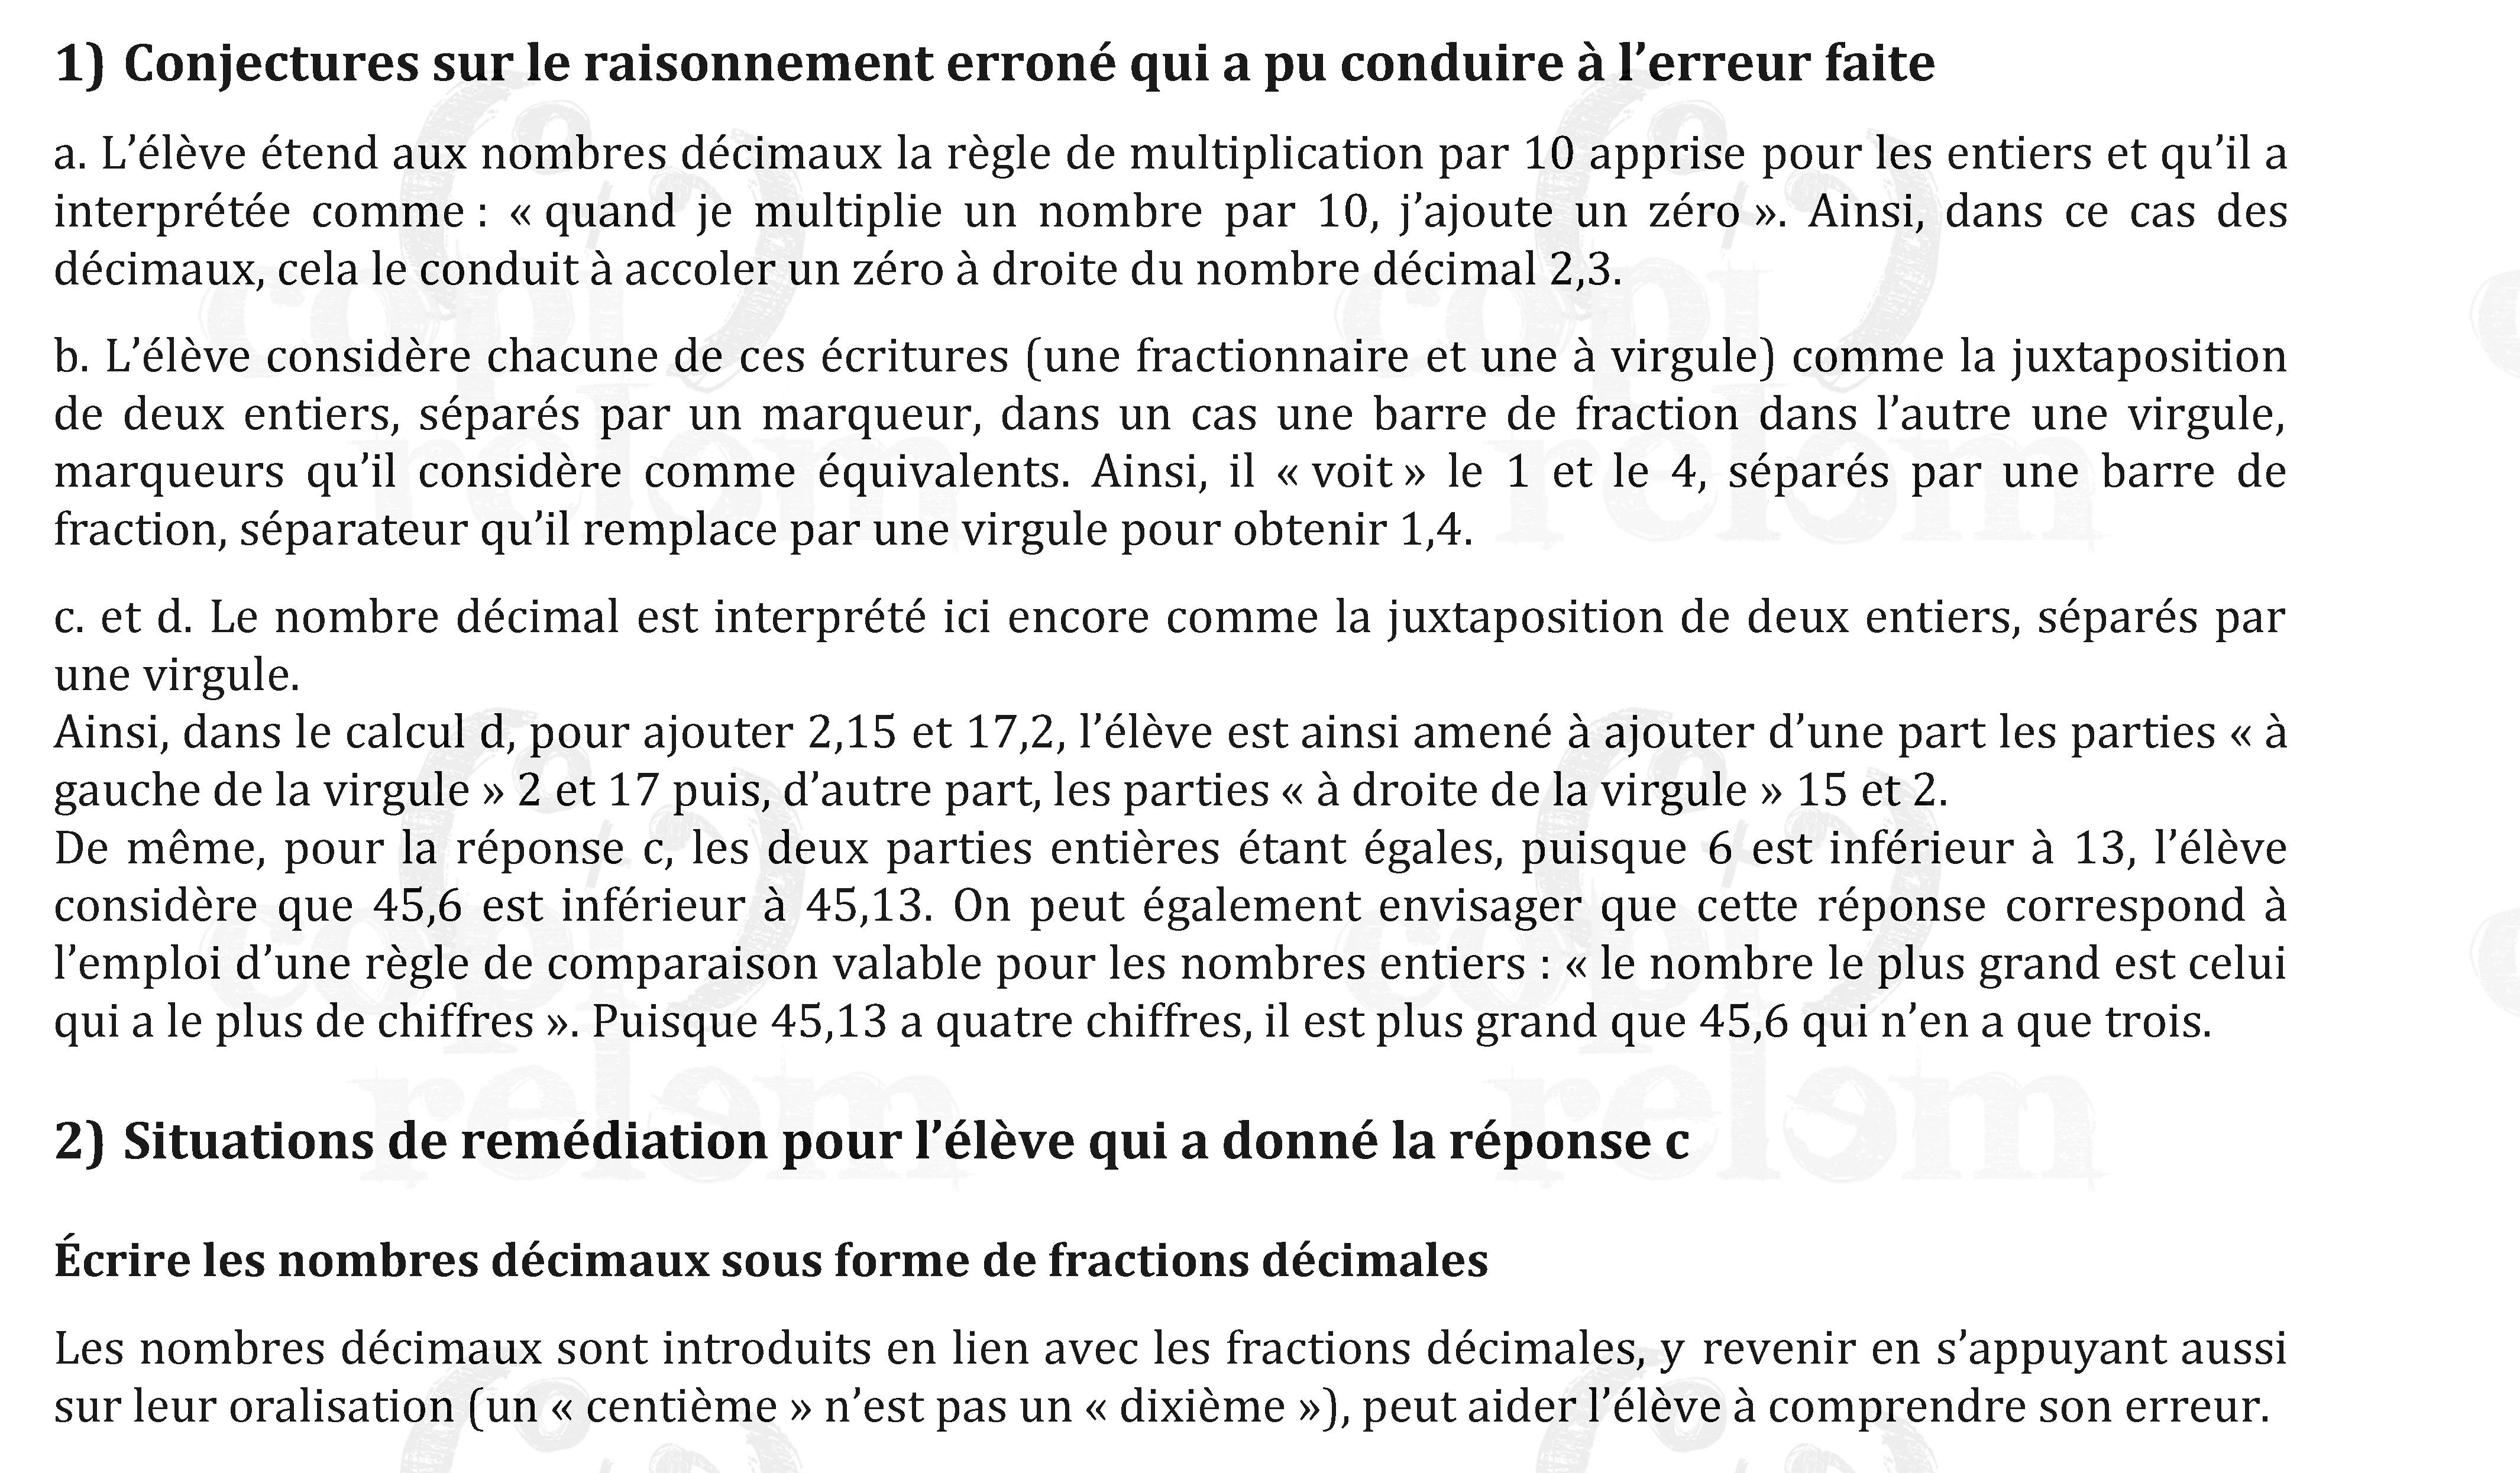 1) Conjectures sur le raisonnement erroné qui a pu conduire à l’erreur faite
a. L’élève étend aux nombres décimaux la règle de multiplication par 10 apprise pour les entiers et qu’il a
interprétée comme : « quand je multiplie un nombre par 10, j’ajoute un zéro ». Ainsi, dans ce cas des
décimaux, cela le conduit à accoler un zéro à droite du nombre décimal 2,3.
b. L’élève considère chacune de ces écritures (une fractionnaire et une à virgule) comme la juxtaposition
de deux entiers, séparés par un marqueur, dans un cas une barre de fraction dans l’autre une virgule,
marqueurs qu’il considère comme équivalents. Ainsi, il « voit » le 1 et le 4, séparés par une barre de
fraction, séparateur qu’il remplace par une virgule pour obtenir 1,4.
c. et d. Le nombre décimal est interprété ici encore comme la juxtaposition de deux entiers, séparés par
une virgule.
Ainsi, dans le calcul d, pour ajouter 2,15 et 17,2, l’élève est ainsi amené à ajouter d’une part les parties « à
gauche de la virgule » 2 et 17 puis, d’autre part, les parties « à droite de la virgule » 15 et 2.
De même, pour la réponse c, les deux parties entières étant égales, puisque 6 est inférieur à 13, l’élève
considère que 45,6 est inférieur à 45,13. On peut également envisager que cette réponse correspond à
l’emploi d’une règle de comparaison valable pour les nombres entiers : « le nombre le plus grand est celui
qui a le plus de chiffres ». Puisque 45,13 a quatre chiffres, il est plus grand que 45,6 qui n’en a que trois.
2) Situations de remédiation pour l’élève qui a donné la réponse c
Écrire les nombres décimaux sous forme de fractions décimales
Les nombres décimaux sont introduits en lien avec les fractions décimales, y revenir en s’appuyant aussi
sur leur oralisation (un « centième » n’est pas un « dixième »), peut aider l’élève à comprendre son erreur.